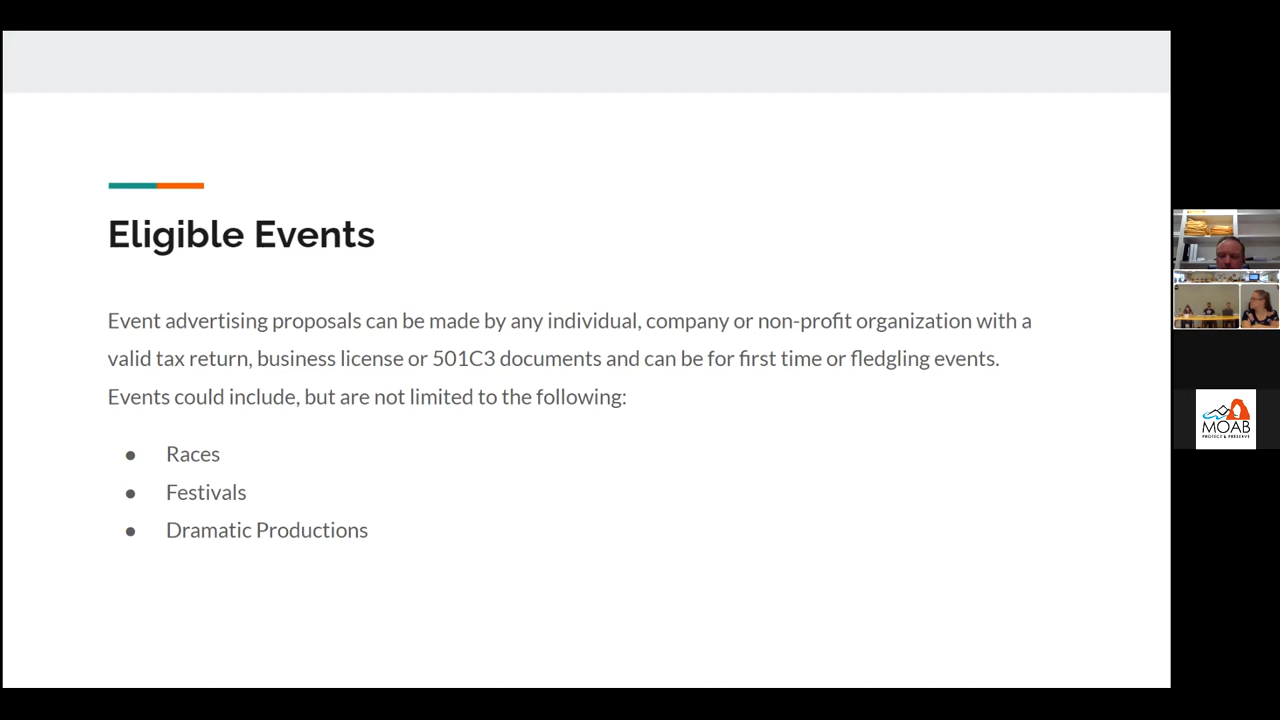 Eligible Events
Event advertising proposals can be made by any individual, company or non-profit organization with a
valid tax return, business license or 501C3 documents and can be for first time or fledgling events.
Events could include, but are not limited to the following:
● Races
● Festivals
● Dramatic Productions
MOAB
PROTECT & PRESERVE